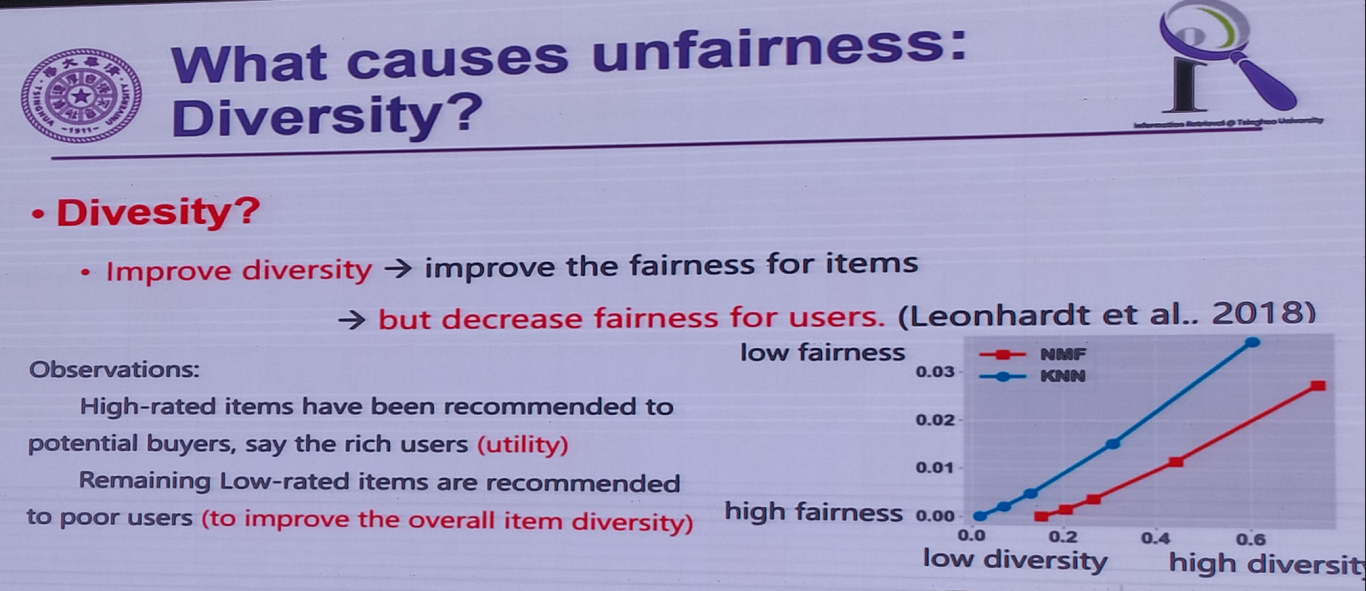 What causes unfairness:
Diversity?
TSINGHUA UNIVERSITY
-1911-
Information Retrieval @ Tsinghua University
• Divesity?
• Improve diversity → improve the fairness for items
→ but decrease fairness for users. (Leonhardt et al.. 2018)
Observations:
High-rated items have been recommended to
potential buyers, say the rich users (utility)
Remaining Low-rated items are recommended
to poor users (to improve the overall item diversity)
low fairness
high fairness
NMF
KNN
0.03
0.02
0.01
0.00
0.0 0.2 0.4 0.6
low diversity high diversit